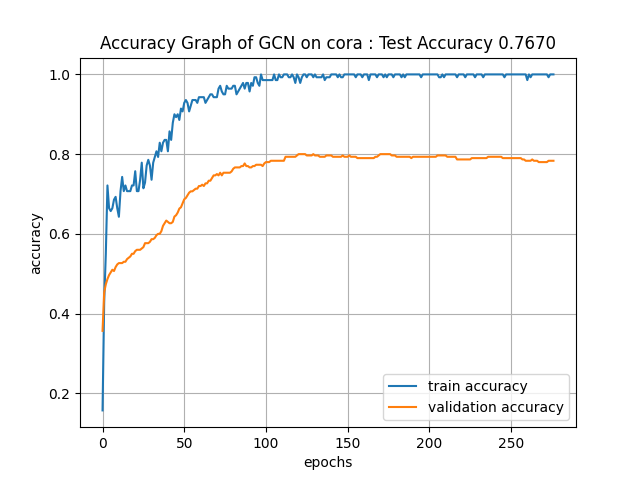 Accuracy Graph of GCN on cora : Test Accuracy 0.7670
1.0
0.8
0.6
0.4
0.2
accuracy
train accuracy
validation accuracy
0 50 100 150 200 250
epochs